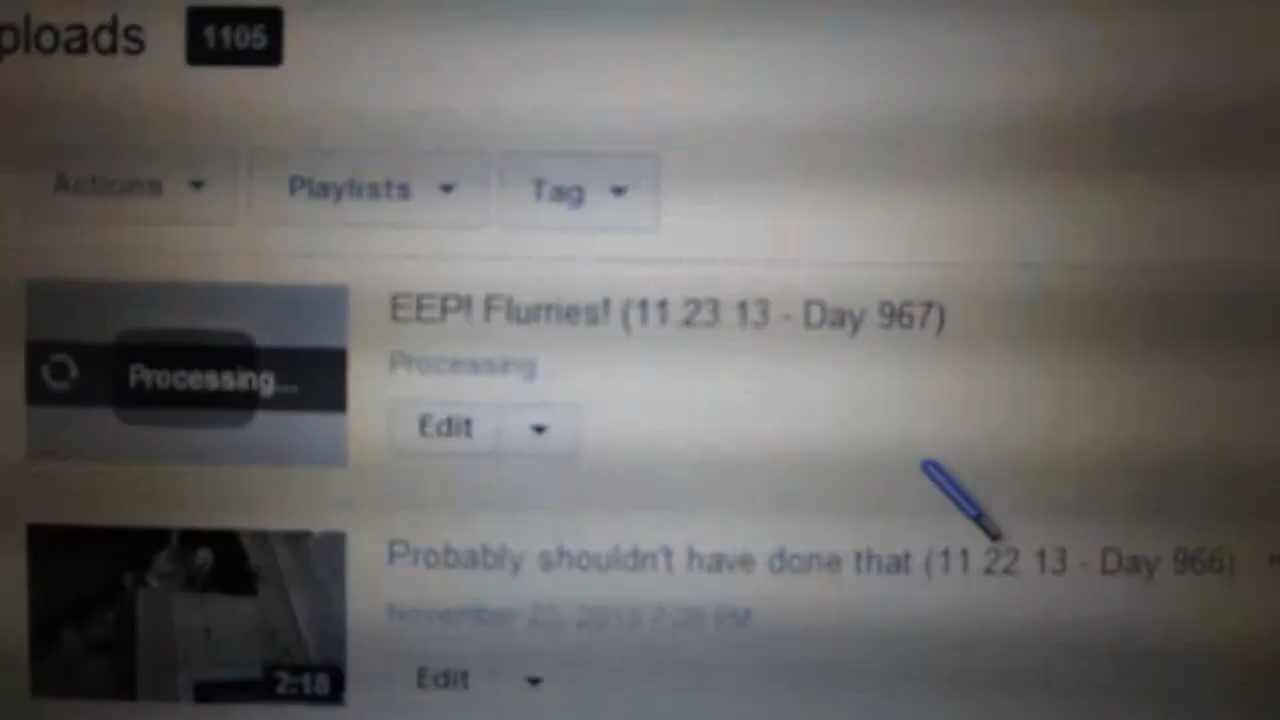 ploads 1105
Actions Playlists Tag
EEP! Flurries! (11 23 13 - Day 967)
Processing...
Processing
Edit
Probably shouldn't have done that (11 22 13 - Day 966)
2:18
Edit